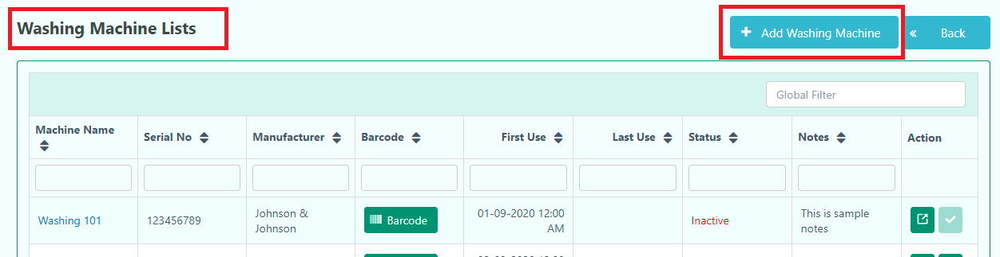 Washing Machine Lists
Add Washing Machine
« Back
Global Filter
Machine Name
Serial No
Manufacturer
Barcode
First Use
Last Use
Status
Notes
Action
Washing 101
123456789
Johnson &
Johnson
Barcode
01-09-2020 12:00
AM
Inactive
This is sample
notes